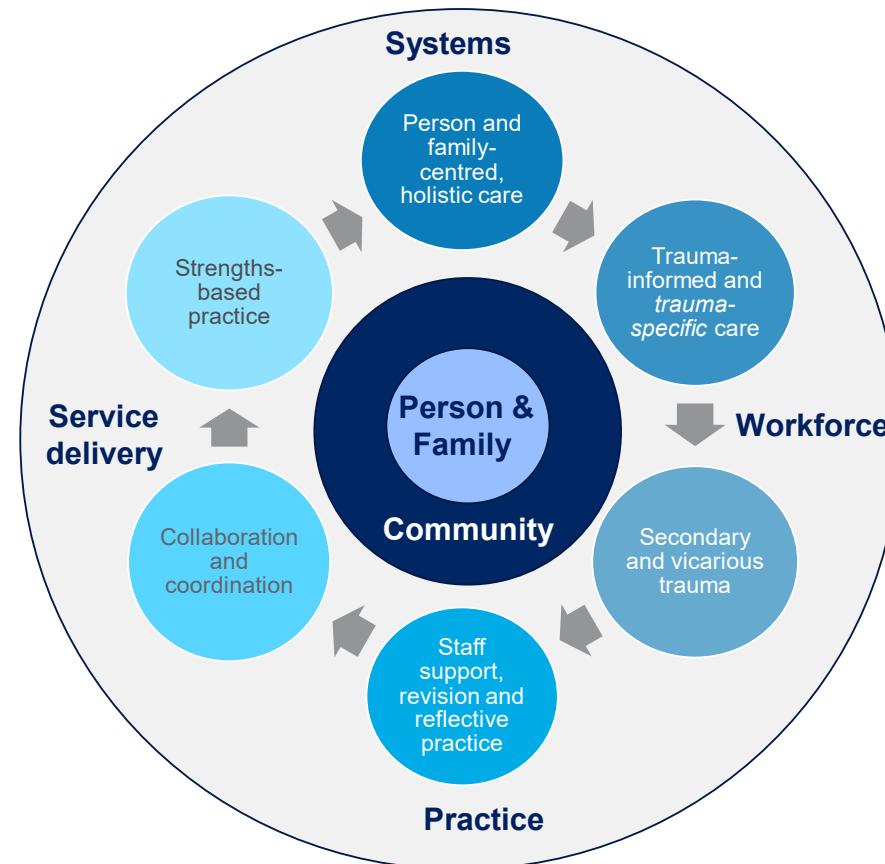 Systems
Person and
family-
centred,
holistic care
Trauma-
informed and
trauma-
specific care
Workforce
Secondary
and vicarious
trauma
Staff
support,
revision and
reflective
practice
Practice
Collaboration
and
coordination
Service
delivery
Strengths-
based
practice
Person &
Family
Community